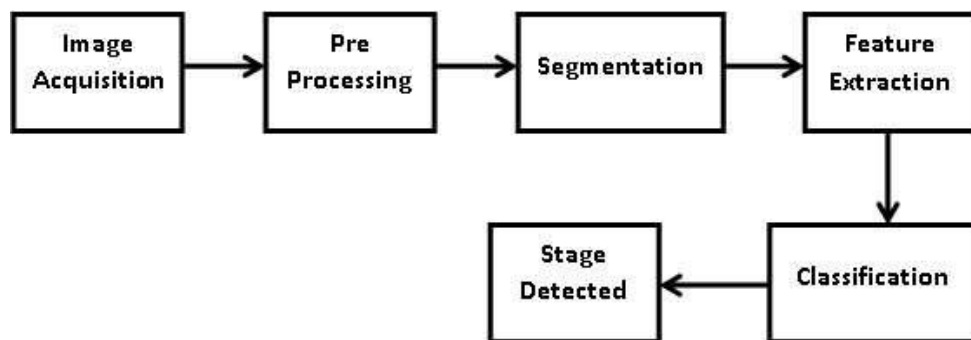 Image
Acquisition
Pre
Processing
Segmentation
Feature
Extraction
Classification
Stage
Detected